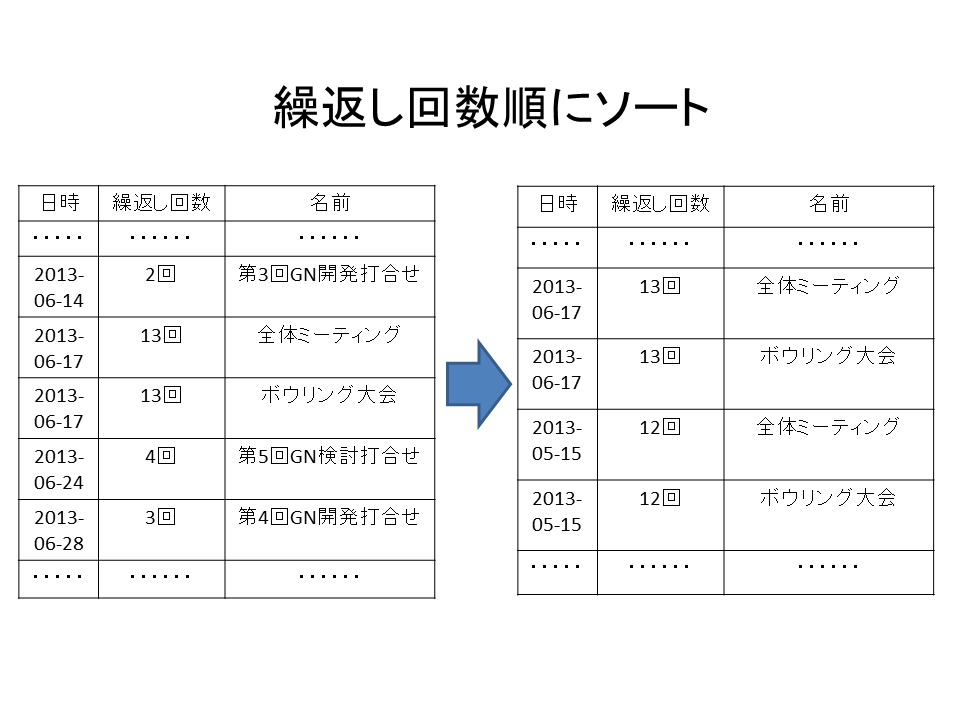 繰返し回数順にソート
日時 繰返し回数 名前
・・・・・ ・・・・・・ ・・・・・・
2013-
06-14 2回 第3回GN開発打合せ
2013-
06-17 13回 全体ミーティング
2013-
06-17 13回 ボウリング大会
2013-
06-24 4回 第5回GN検討打合せ
2013-
06-28 3回 第4回GN開発打合せ
・・・・・ ・・・・・・ ・・・・・・
日時 繰返し回数 名前
・・・・・ ・・・・・・ ・・・・・・
2013-
06-17 13回 全体ミーティング
2013-
06-17 13回 ボウリング大会
2013-
05-15 12回 全体ミーティング
2013-
05-15 12回 ボウリング大会
・・・・・ ・・・・・・ ・・・・・・